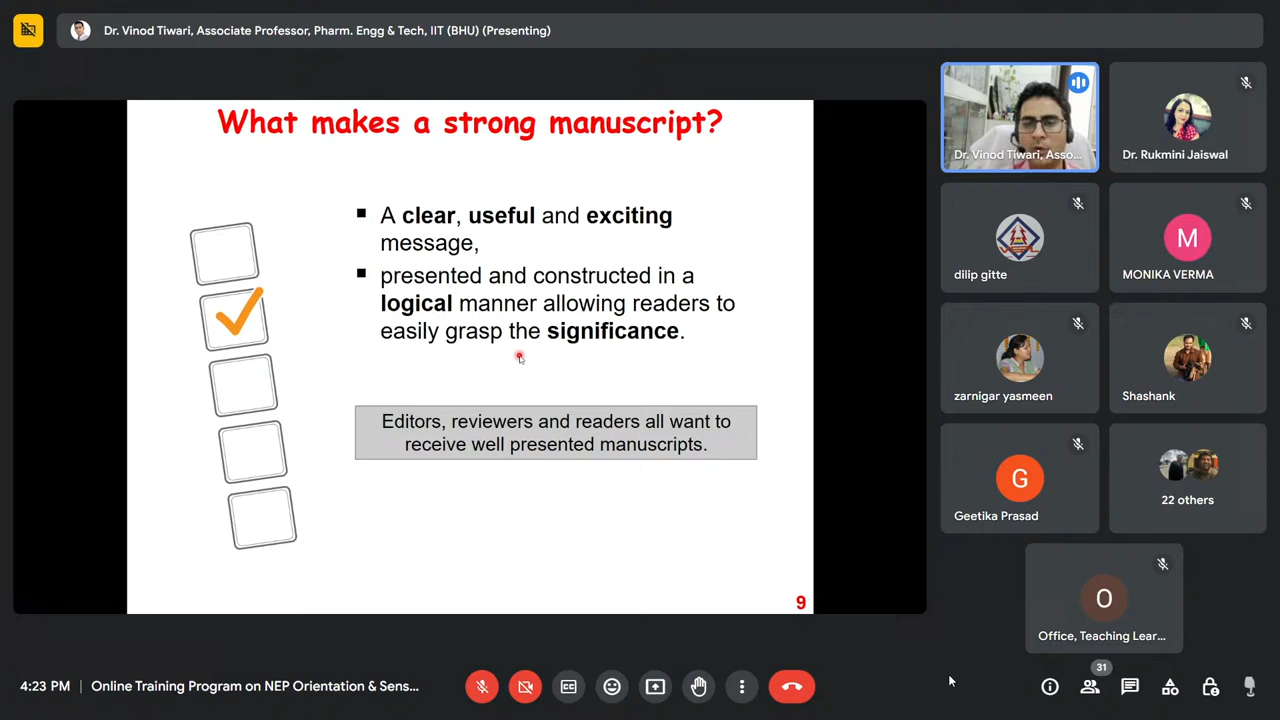 Dr. Vinod Tiwari, Associate Professor, Pharm. Engg & Tech, IIT (BHU) (Presenting)
What makes a strong manuscript?
A clear, useful and exciting
message,
presented and constructed in a
logical manner allowing readers to
easily grasp the significance.
Editors, reviewers and readers all want to
receive well presented manuscripts.
9
Dr. Vinod Tiwari, Asso...
Dr. Rukmini Jaiswal
dilip gitte
M
MONIKA VERMA
zarnigar yasmeen
Shashank
G
Geetika Prasad
22 others
O
Office, Teaching Lear...
4:23 PM
Online Training Program on NEP Orientation & Sens...
31